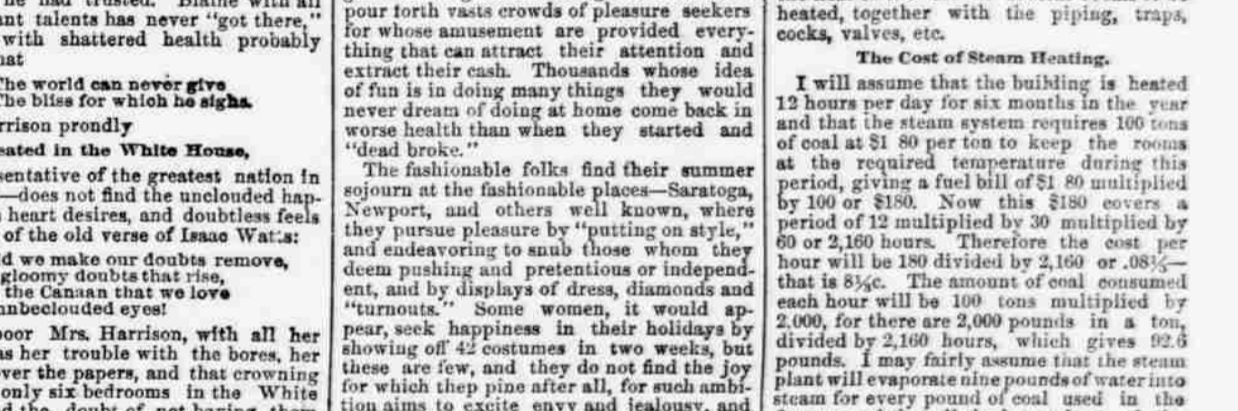 he had trusted. Blaine with all
nt talents has never "got there,"
with shattered health probably
at
The world can never give
The bliss for which he sighs.
rrison prondly
eated in the White House,
sentative of the greatest nation in
—does not find the unclouded hap-
heart desires, and doubtless feels
of the old verse of Isaac Watts:
d we make our doubts remove,
gloomy doubts that rise,
the Canaan that we love
unbeclouded eyes!
oor Mrs. Harrison, with all her
as her trouble with the bores, her
ver the papers, and that crowning
only six bedrooms in the White
d the doubt of not having them
pour forth vasts crowds of pleasure seekers
for whose amusement are provided every-
thing that can attract their attention and
extract their cash. Thousands whose idea
of fun is in doing many things they would
never dream of doing at home come back in
worse health than when they started and
"dead broke."
The fashionable folks find their summer
sojourn at the fashionable places—Saratoga,
Newport, and others well known, where
they pursue pleasure by "putting on style,"
and endeavoring to snub those whom they
deem pushing and pretentious or independ-
ent, and by displays of dress, diamonds and
"turnouts." Some women, it would ap-
pear, seek happiness in their holidays by
showing off 42 costumes in two weeks, but
these are few, and they do not find the joy
for which thep pine after all, for such ambi-
tion aims to excite envy and jealousy, and
heated, together with the piping, traps,
cocks, valves, etc.
The Cost of Steam Heating.
I will assume that the building is heated
12 hours per day for six months in the year
and that the steam system requires 100 tons
of coal at $1 80 per ton to keep the rooms
at the required temperature during this
period, giving a fuel bill of $1 80 multiplied
by 100 or $180. Now this $180 covers a
period of 12 multiplied by 30 multiplied by
60 or 2,160 hours. Therefore the cost per
hour will be 180 divided by 2,160 or .08⅓—
that is 8⅓c. The amount of coal consumed
each hour will be 100 tons multiplied by
2.000, for there are 2,000 pounds in a ton,
divided by 2,160 hours, which gives 92.6
pounds. I may fairly assume that the steam
plant will evaporate nine pounds of water into
steam for every pound of coal used in the